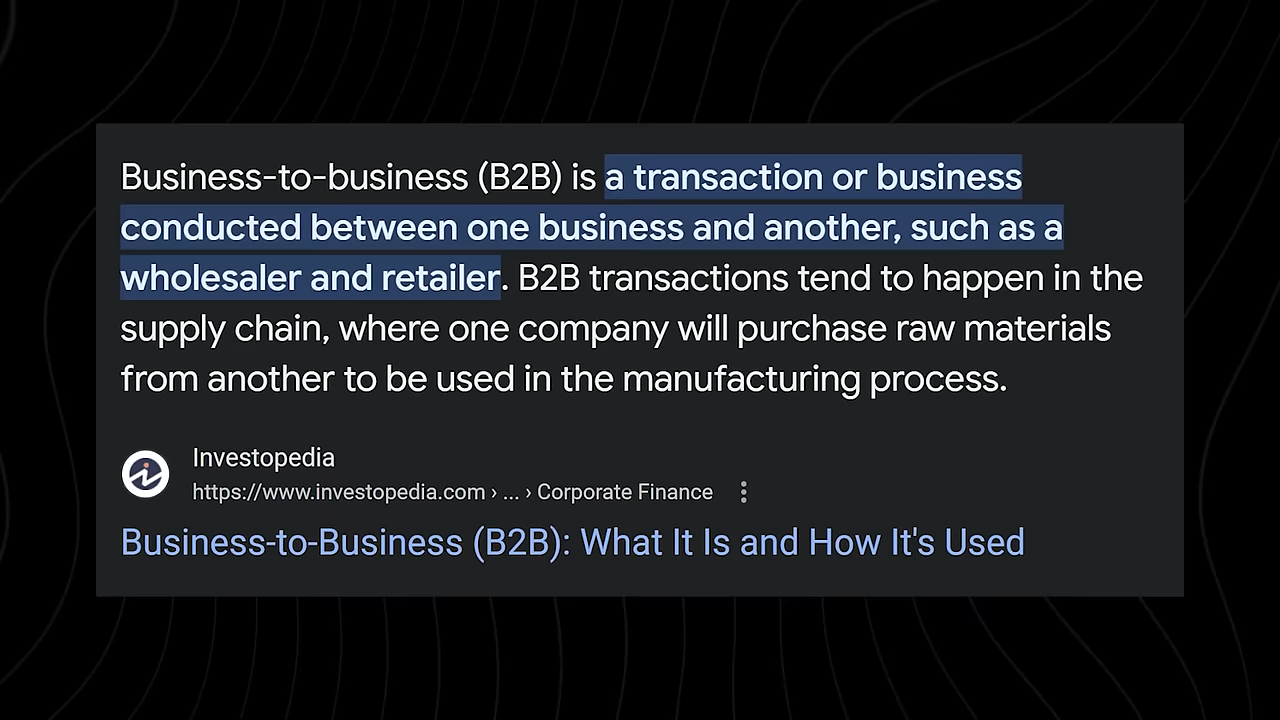 Business-to-business (B2B) is a transaction or business
conducted between one business and another, such as a
wholesaler and retailer. B2B transactions tend to happen in the
supply chain, where one company will purchase raw materials
from another to be used in the manufacturing process.
Investopedia
https://www.investopedia.com › ... › Corporate Finance
Business-to-Business (B2B): What It Is and How It's Used